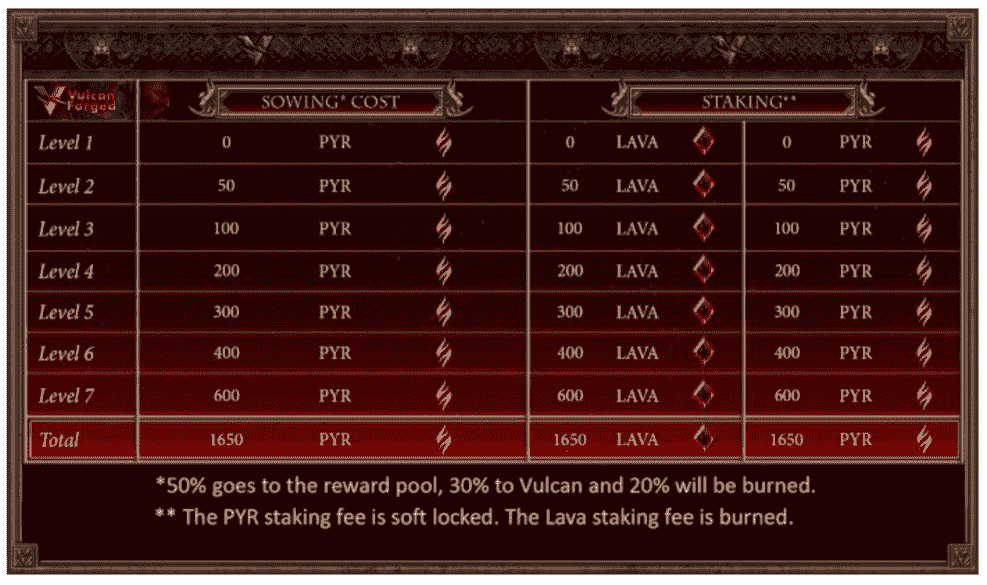 Vulcan
Forged
SOWING* COST STAKING**
Level 1 0 PYR 0 LAVA 0 PYR
Level 2 50 PYR 50 LAVA 50 PYR
Level 3 100 PYR 100 LAVA 100 PYR
Level 4 200 PYR 200 LAVA 200 PYR
Level 5 300 PYR 300 LAVA 300 PYR
Level 6 400 PYR 400 LAVA 400 PYR
Level 7 600 PYR 600 LAVA 600 PYR
Total 1650 PYR 1650 LAVA 1650 PYR
*50% goes to the reward pool, 30% to Vulcan and 20% will be burned.
** The PYR staking fee is soft locked. The Lava staking fee is burned.